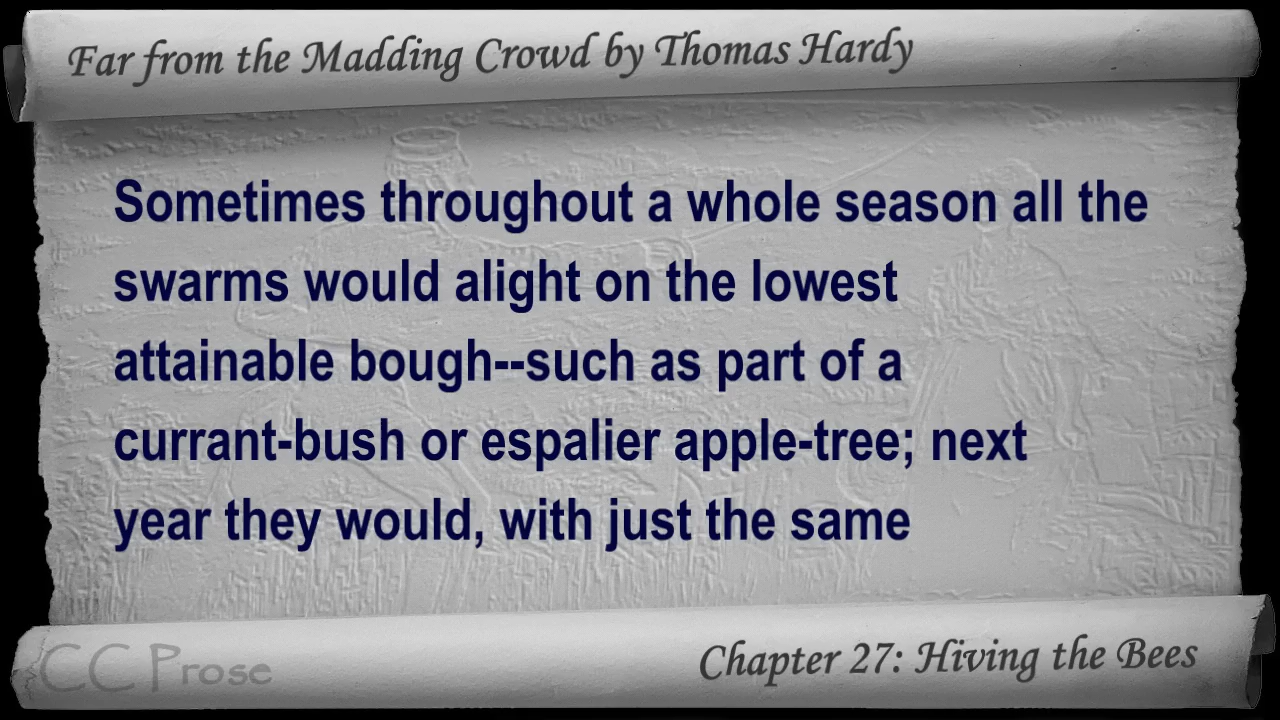 Far from the Madding Crowd by Thomas Hardy
Sometimes throughout a whole season all the
swarms would alight on the lowest
attainable bough--such as part of a
currant-bush or espalier apple-tree; next
year they would, with just the same
CC Prose
Chapter 27: Hiving the Bees